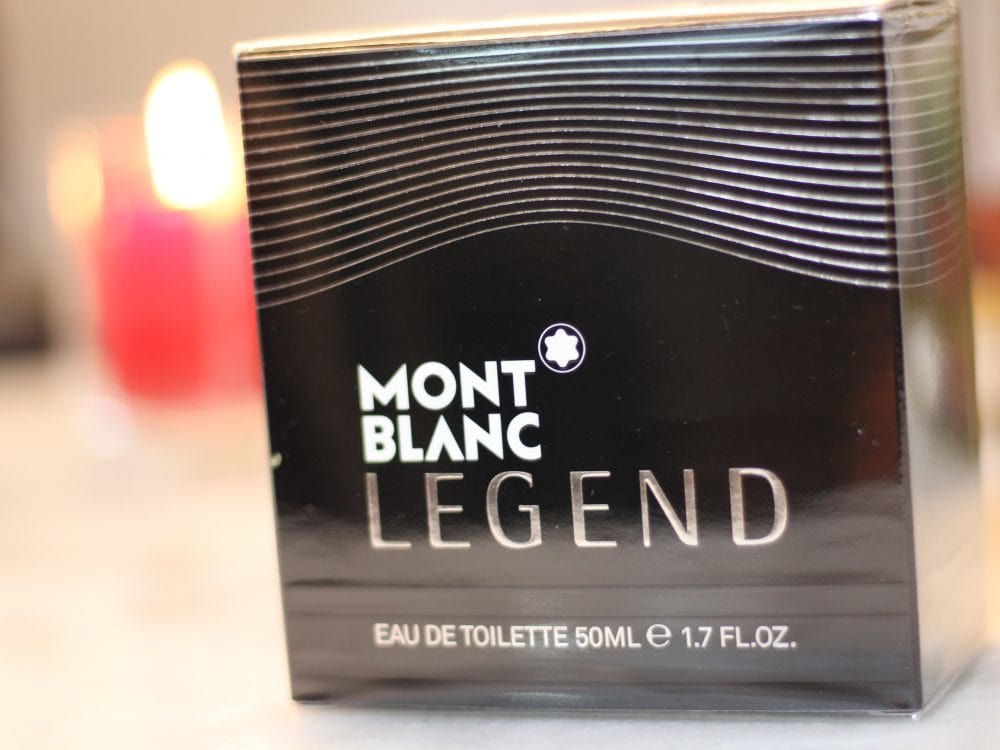 MONT
BLANC
LEGEND
EAU DE TOILETTE 50ML ℮ 1.7 FL.OZ.